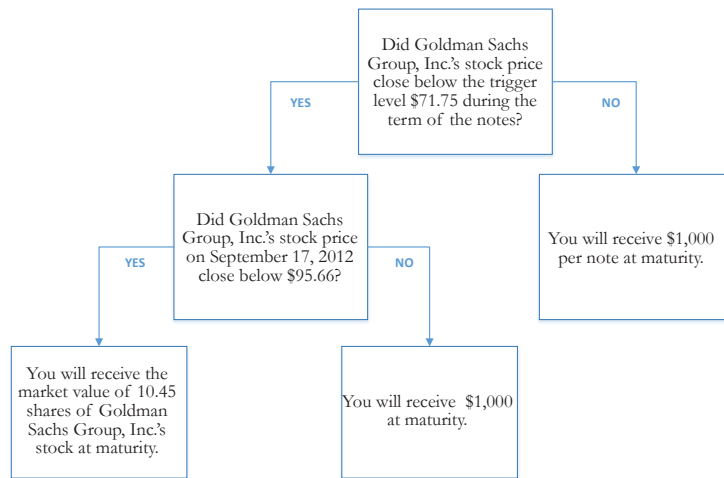 Did Goldman Sachs
Group, Inc.'s stock price
close below the trigger
level $71.75 during the
term of the notes?
YES
NO
Did Goldman Sachs
Group, Inc.'s stock price
on September 17, 2012
close below $95.66?
You will receive $1,000
per note at maturity.
YES
NO
You will receive the
market value of 10.45
shares of Goldman
Sachs Group, Inc.'s
stock at maturity.
You will receive $1,000
at maturity.